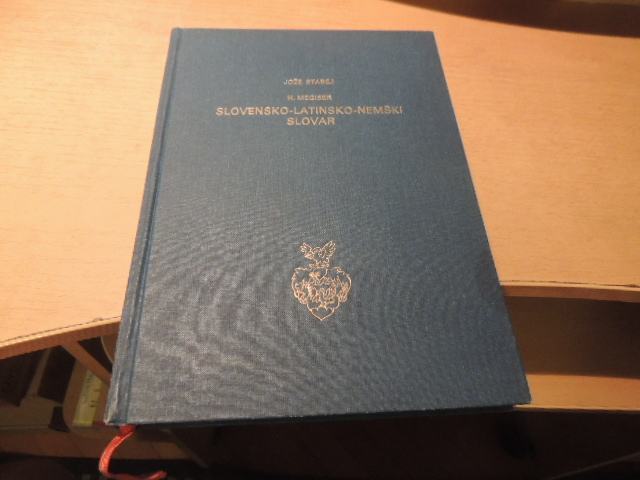 JOŽE STABEJ
H. MEGISER
SLOVENSKO-LATINSKO-NEMŠKI
SLOVAR